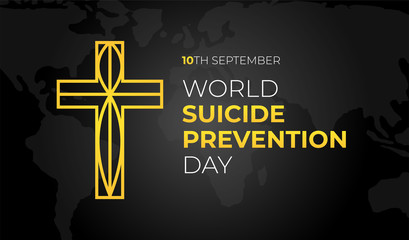 10TH SEPTEMBER
WORLD
SUICIDE
PREVENTION
DAY